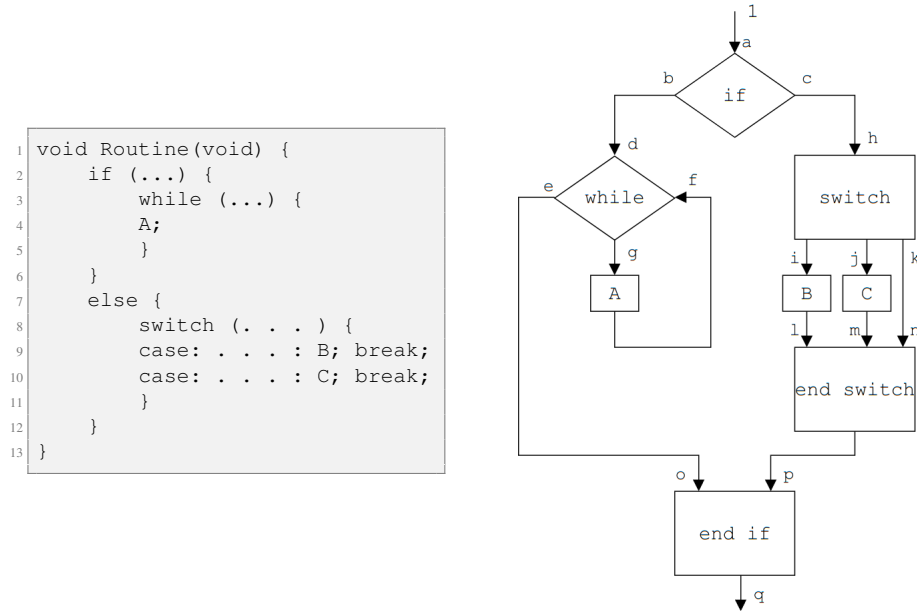 1 void Routine(void) {
2 if (...) {
3 while (...) {
4 A;
5 }
6 }
7 else {
8 switch (. . . ) {
9 case: . . . : B; break;
10 case: . . . : C; break;
11 }
12 }
13 }
1
a
b c
if
d h
e f
while switch
g
i j k
A B C
l m n
end switch
o p
end if
q